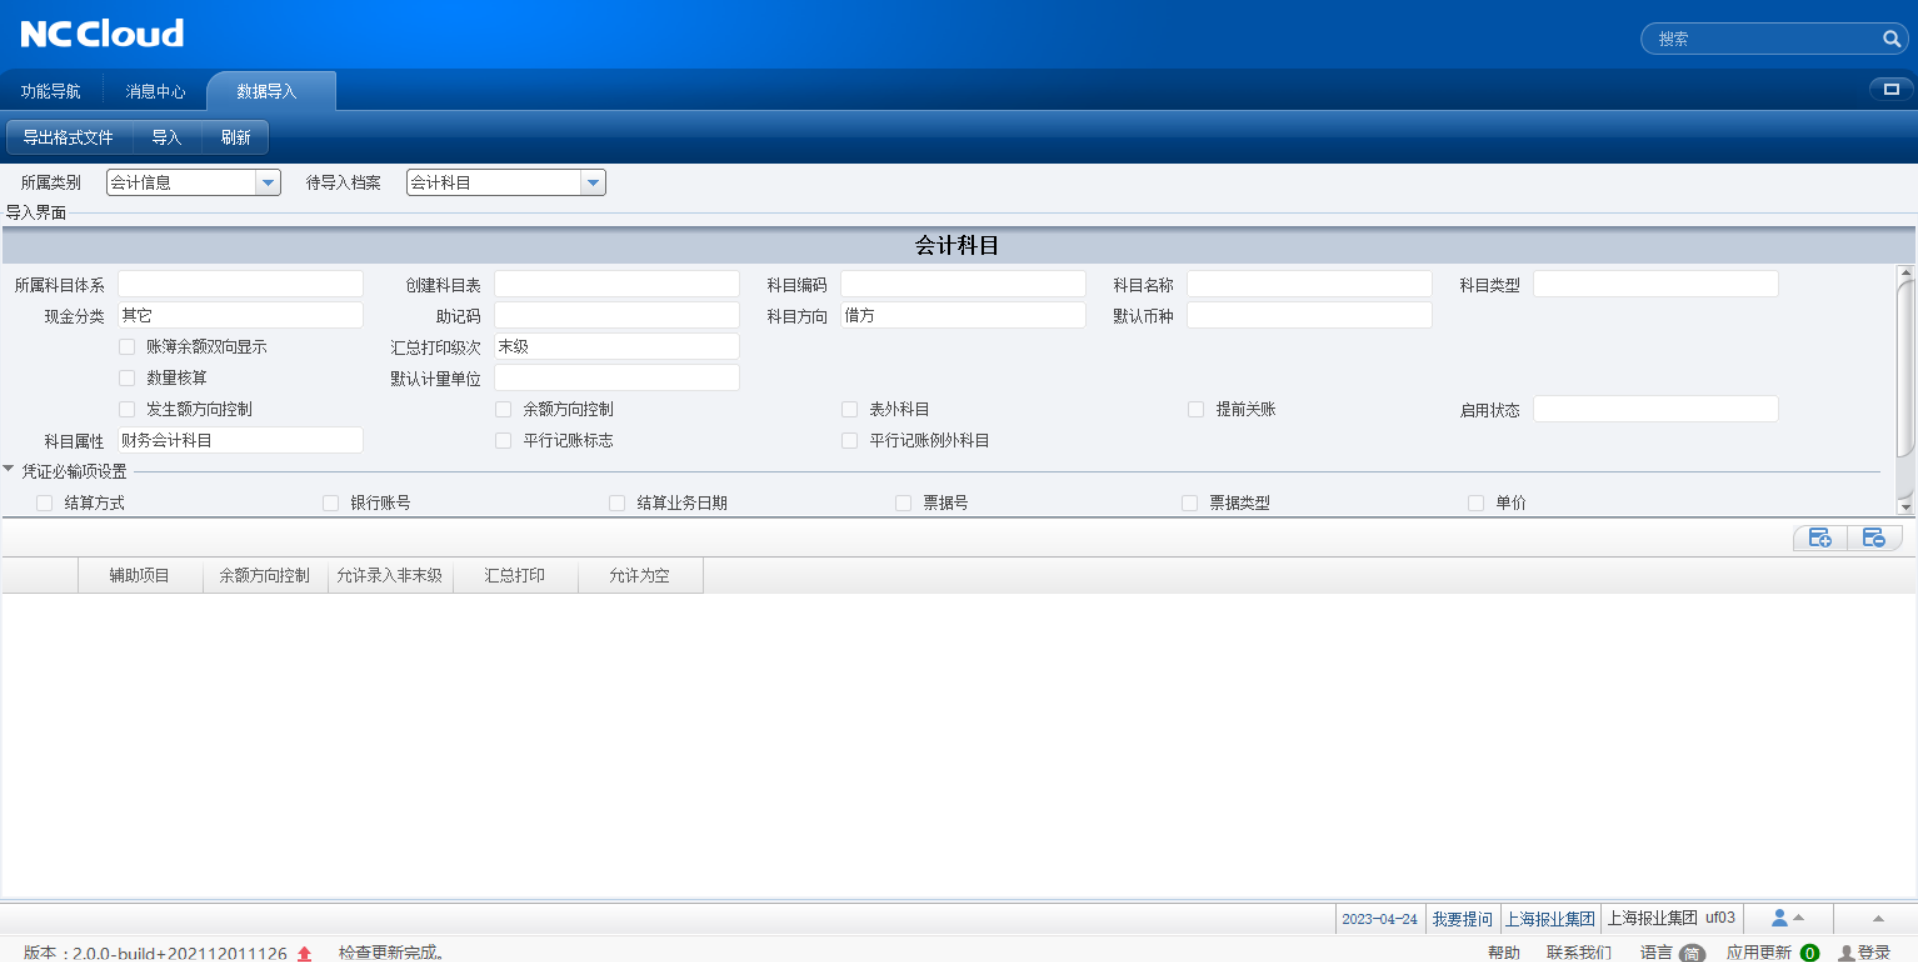 NC Cloud
搜索
功能导航 消息中心 数据导入
导出格式文件 导入 刷新
所属类别 会计信息 待导入档案 会计科目
导入界面
会计科目
所属科目体系 创建科目表 科目编码 科目名称 科目类型
现金分类 其它 助记码 科目方向 借方 默认币种
账簿余额双向显示 汇总打印级次 末级
数量核算 默认计量单位
发生额方向控制 余额方向控制 表外科目 提前关账 启用状态
科目属性 财务会计科目 平行记账标志 平行记账例外科目
凭证必输项设置
结算方式 银行账号 结算业务日期 票据号 票据类型 单价
辅助项目 余额方向控制 允许录入非末级 汇总打印 允许为空
2023-04-24 我要提问 上海报业集团 上海报业集团 uf03
版本：2.0.0-build+202112011126 检查更新完成。 帮助 联系我们 语言 简 应用更新 0 登录